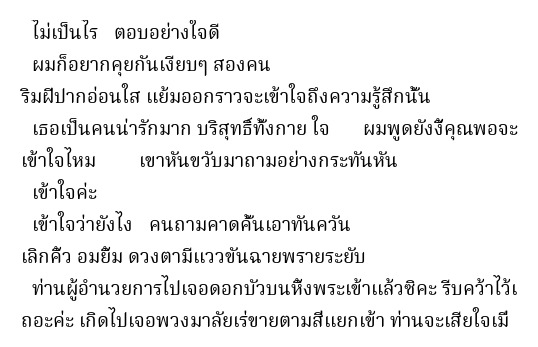 ไม่เป็นไร ตอบอย่างใจดี
ผมก็อยากคุยกันเงียบๆ สองคน
ริมฝีปากอ่อนใส แย้มออกราวจะเข้าใจถึงความรู้สึกนั้น
เธอเป็นคนน่ารักมาก บริสุทธิ์ทั้งกาย ใจ ผมพูดยังงี้คุณพอจะ
เข้าใจไหม เขาหันขวับมาถามอย่างกระทันหัน
เข้าใจค่ะ
เข้าใจว่ายังไง คนถามคาดคั้นเอาทันควัน
เลิกคิ้ว อมยิ้ม ดวงตามีแววขันฉายพรายระยับ
ท่านผู้อำนวยการไปเจอดอกบัวบนหิ้งพระเข้าแล้วซิคะ รีบคว้าไว้เ
ถอะค่ะ เกิดไปเจอพวงมาลัยเร่ขายตามสี่แยกเข้า ท่านจะเสียใจเมื